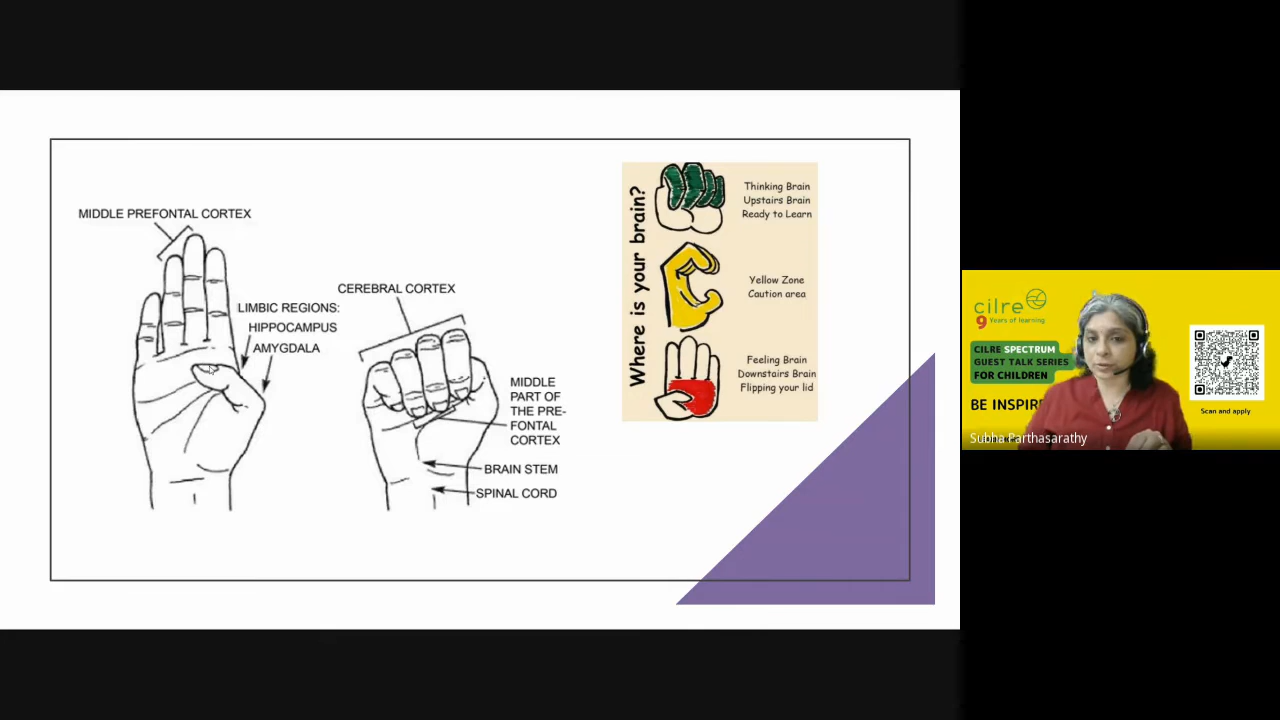 MIDDLE PREFONTAL CORTEX
LIMBIC REGIONS:
HIPPOCAMPUS
AMYGDALA
CEREBRAL CORTEX
MIDDLE
PART OF
THE PRE-
FONTAL
CORTEX
BRAIN STEM
SPINAL CORD
Where is your brain?
Thinking Brain
Upstairs Brain
Ready to Learn
Yellow Zone
Caution area
Feeling Brain
Downstairs Brain
Flipping your lid
cilre
9 Years of learning
CILRE SPECTRUM
GUEST TALK SERIES
FOR CHILDREN
BE INSPIRE
Scan and apply
Subha Parthasarathy